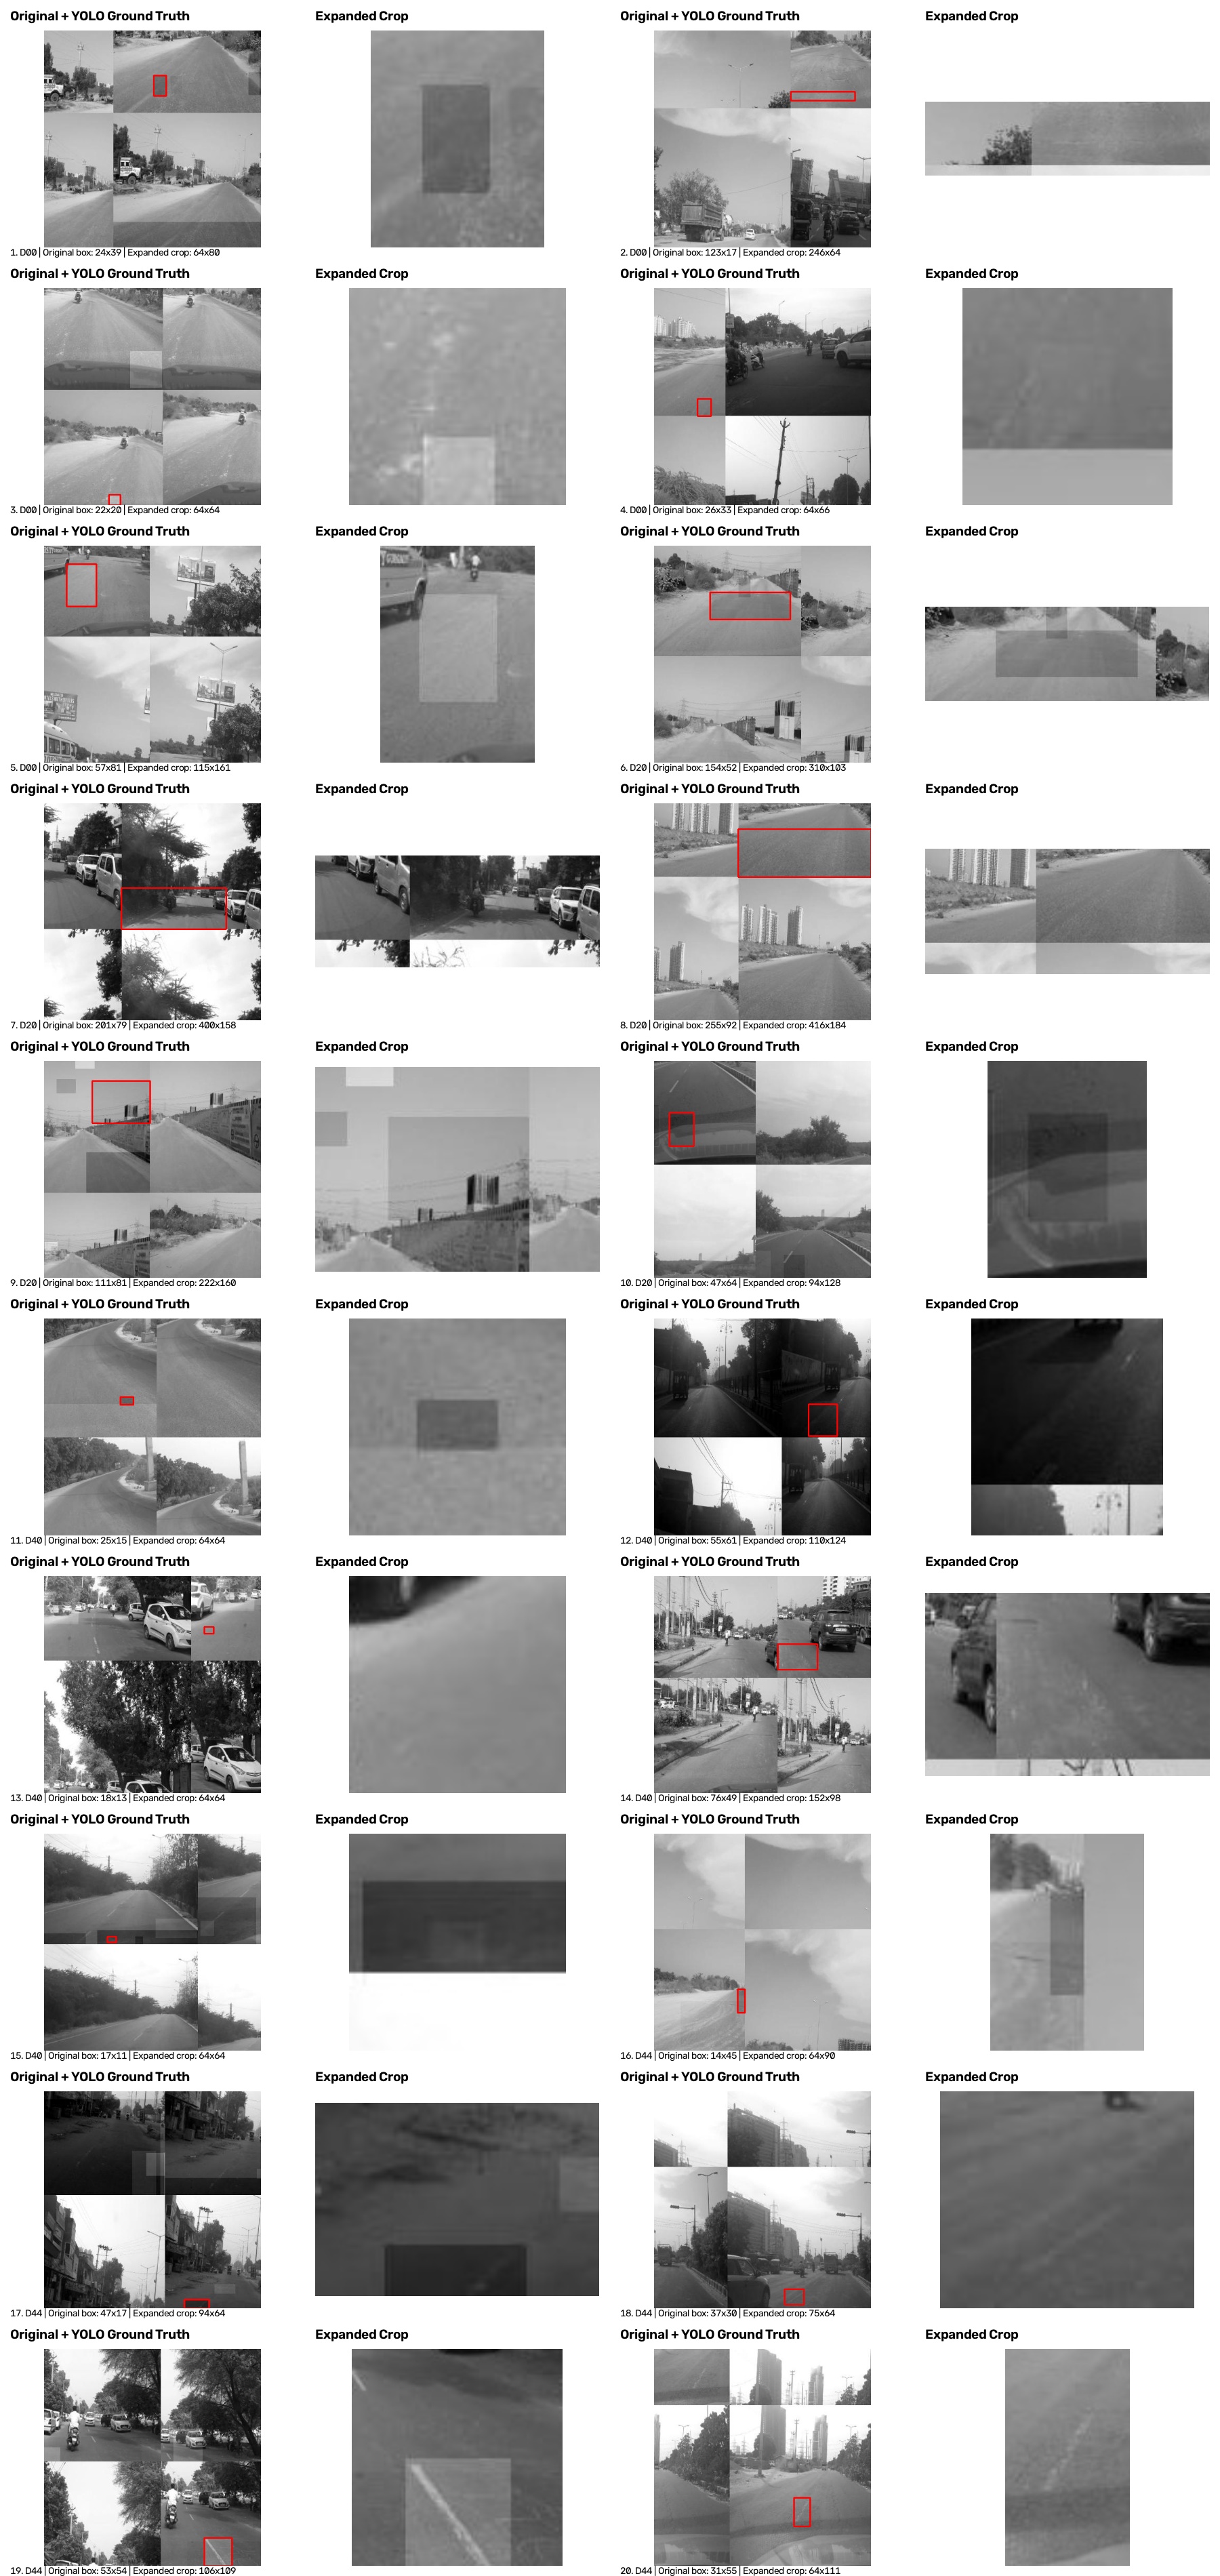 Original + YOLO Ground Truth Expanded Crop Original + YOLO Ground Truth Expanded Crop
1. D00 | Original box: 24x39 | Expanded crop: 64x80 2. D00 | Original box: 123x17 | Expanded crop: 246x64
Original + YOLO Ground Truth Expanded Crop Original + YOLO Ground Truth Expanded Crop
3. D00 | Original box: 22x20 | Expanded crop: 64x64 4. D00 | Original box: 26x33 | Expanded crop: 64x66
Original + YOLO Ground Truth Expanded Crop Original + YOLO Ground Truth Expanded Crop
5. D00 | Original box: 57x81 | Expanded crop: 115x161 6. D20 | Original box: 154x52 | Expanded crop: 310x103
Original + YOLO Ground Truth Expanded Crop Original + YOLO Ground Truth Expanded Crop
7. D20 | Original box: 201x79 | Expanded crop: 400x158 8. D20 | Original box: 255x92 | Expanded crop: 416x184
Original + YOLO Ground Truth Expanded Crop Original + YOLO Ground Truth Expanded Crop
9. D20 | Original box: 111x81 | Expanded crop: 222x160 10. D20 | Original box: 47x64 | Expanded crop: 94x128
Original + YOLO Ground Truth Expanded Crop Original + YOLO Ground Truth Expanded Crop
11. D40 | Original box: 25x15 | Expanded crop: 64x64 12. D40 | Original box: 55x61 | Expanded crop: 110x124
Original + YOLO Ground Truth Expanded Crop Original + YOLO Ground Truth Expanded Crop
13. D40 | Original box: 18x13 | Expanded crop: 64x64 14. D40 | Original box: 76x49 | Expanded crop: 152x98
Original + YOLO Ground Truth Expanded Crop Original + YOLO Ground Truth Expanded Crop
15. D40 | Original box: 17x11 | Expanded crop: 64x64 16. D44 | Original box: 14x45 | Expanded crop: 64x90
Original + YOLO Ground Truth Expanded Crop Original + YOLO Ground Truth Expanded Crop
17. D44 | Original box: 47x17 | Expanded crop: 94x64 18. D44 | Original box: 37x30 | Expanded crop: 75x64
Original + YOLO Ground Truth Expanded Crop Original + YOLO Ground Truth Expanded Crop
19. D44 | Original box: 53x54 | Expanded crop: 106x109 20. D44 | Original box: 31x55 | Expanded crop: 64x111